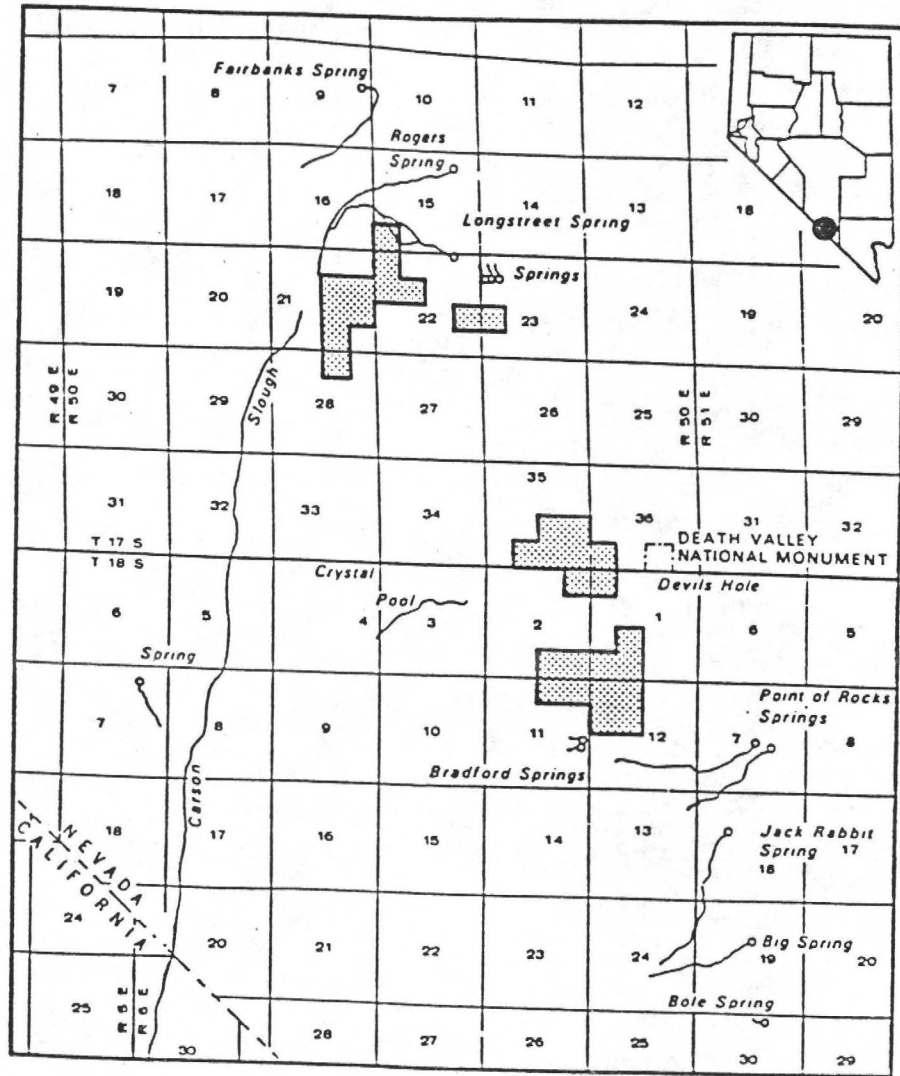 Fairbanks Spring
7 8 9 10 11 12
Rogers
Spring
18 17 16 15 14 13 18
Longstreet Spring
Springs
19 20 21 22 23 24 19 20
R 49 E
R 50 E
30 29 Slough 28 27 26 25
R 50 E
R 51 E
30 29
35
31 32 33 34 36 31 32
T 17 S
T 18 S
DEATH VALLEY
NATIONAL MONUMENT
Crystal
Devils Hole
Pool
6 5 4 3 2 1 6 5
Spring
Point of Rocks
Springs
7 8 9 10 11 12 7 8
Bradford Springs
Carson
18 17 16 15 14 13
Jack Rabbit
Spring 17
18
NEVADA
CALIFORNIA
24 20 21 22 23 24
Big Spring
19 20
Bole Spring
25
R 5 E
R 6 E
30 28 27 26 25 30 29